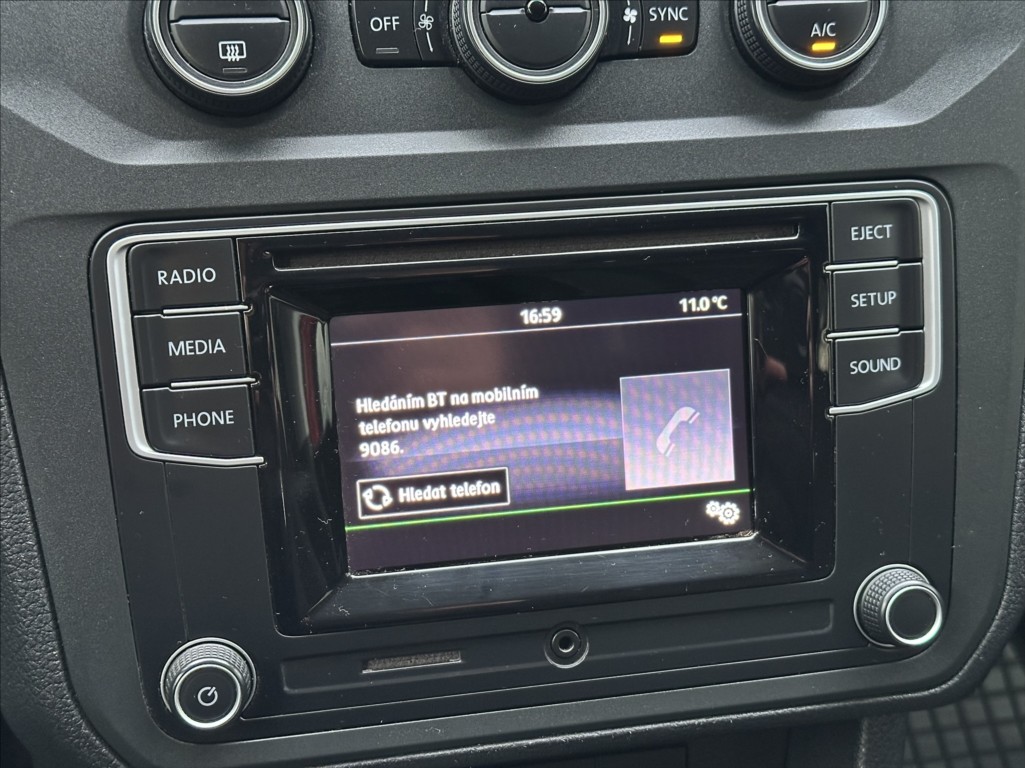 OFF
SYNC
A/C
RADIO
MEDIA
PHONE
EJECT
SETUP
SOUND
16:59
11.0°C
Hledáním BT na mobilním
telefonu vyhledejte
9086.
Hledat telefon